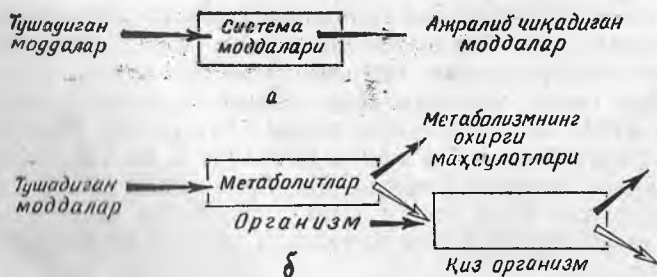 Тушадиган
моддалар
Система
моддалари
Ажралиб чиқадиган
моддалар
а
Метаболизмнинг
охирги
маҳсулотлари
Тушадиган
моддалар
Метаболитлар
Организм
Қиз организм
б